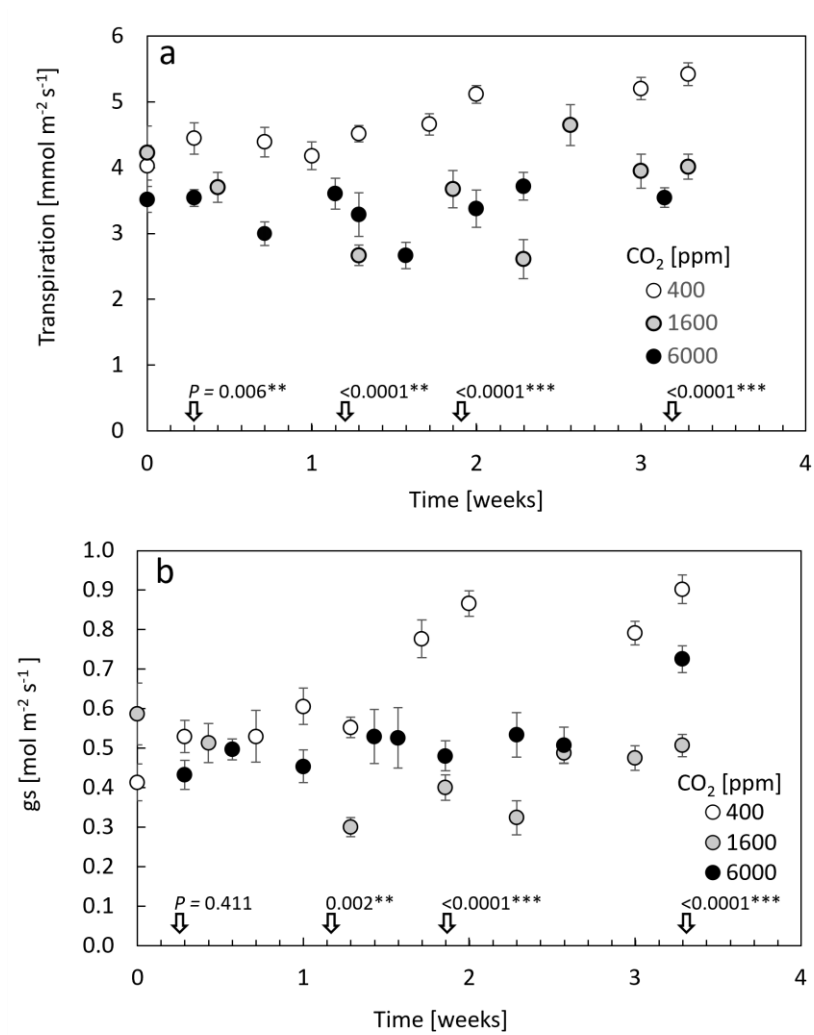 a
6
5
4
3
2
1
0
Transpiration [mmol m-2 s-1]
CO2 [ppm]
400
1600
6000
P = 0.006** <0.0001** <0.0001*** <0.0001***
0 1 2 3 4
Time [weeks]
b
1.0
0.9
0.8
0.7
0.6
0.5
0.4
0.3
0.2
0.1
0.0
gs [mol m-2 s-1 ]
CO2 [ppm]
400
1600
6000
P = 0.411 0.002** <0.0001*** <0.0001***
0 1 2 3 4
Time [weeks]